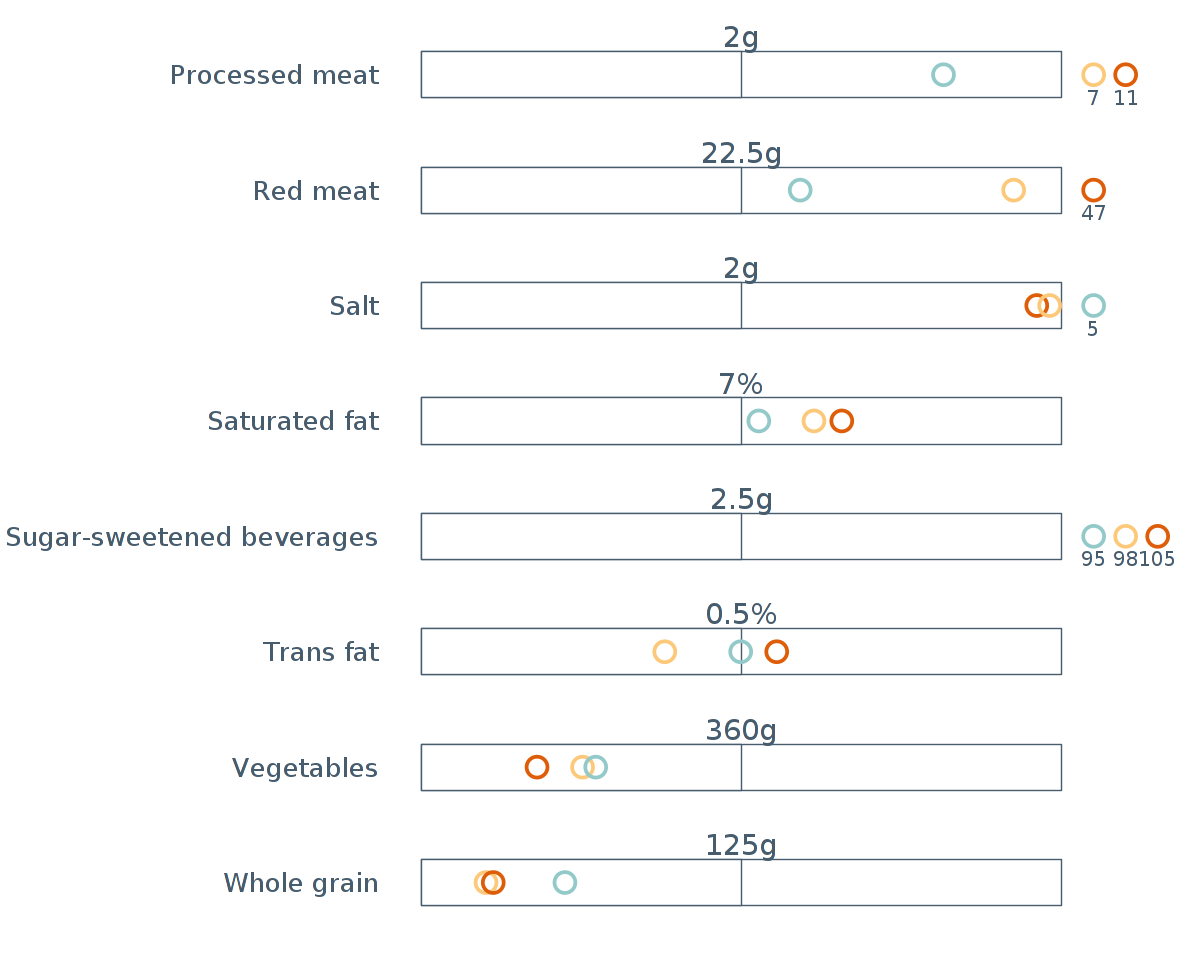 2g
Processed meat
7 11
22.5g
Red meat
47
2g
Salt
5
7%
Saturated fat
2.5g
Sugar-sweetened beverages
95 98 105
0.5%
Trans fat
360g
Vegetables
125g
Whole grain